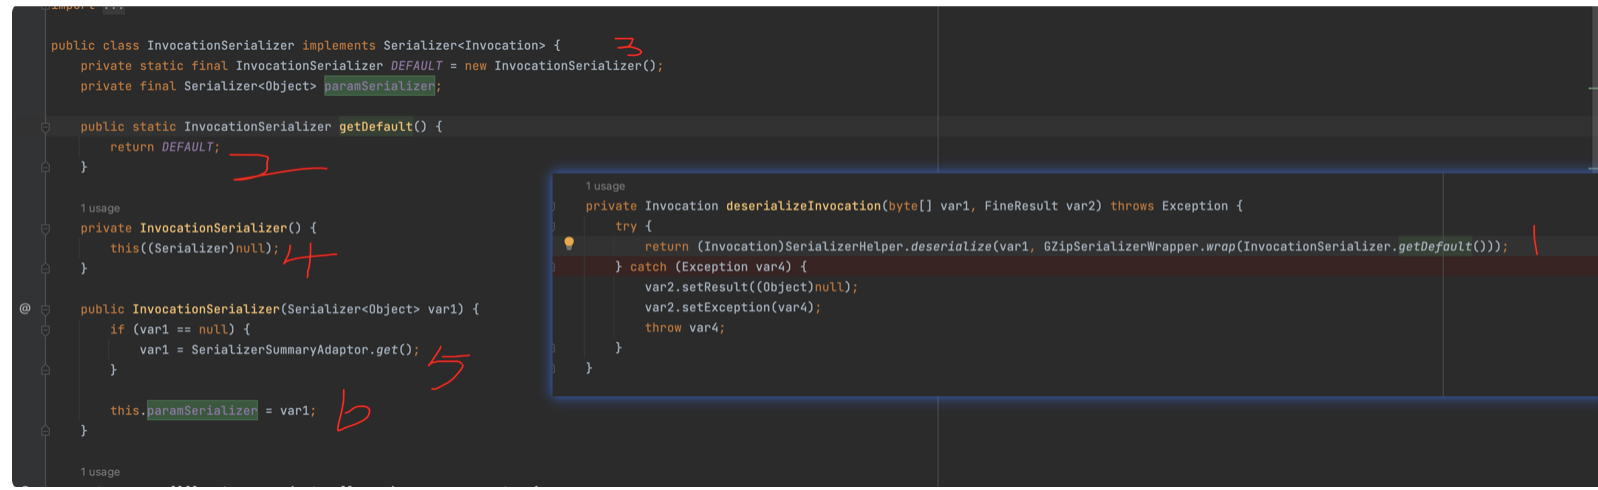 import ...
public class InvocationSerializer implements Serializer<Invocation> {
3
private static final InvocationSerializer DEFAULT = new InvocationSerializer();
private final Serializer<Object> paramSerializer;
public static InvocationSerializer getDefault() {
return DEFAULT;
2
}
1 usage
private InvocationSerializer() {
this((Serializer)null);
4
}
@
public InvocationSerializer(Serializer<Object> var1) {
if (var1 == null) {
var1 = SerializerSummaryAdaptor.get();
5
}
this.paramSerializer = var1;
6
}
1 usage
1 usage
private Invocation deserializeInvocation(byte[] var1, FineResult var2) throws Exception {
try {
return (Invocation)SerializerHelper.deserialize(var1, GZipSerializerWrapper.wrap(InvocationSerializer.getDefault()));
1
} catch (Exception var4) {
var2.setResult((Object)null);
var2.setException(var4);
throw var4;
}
}